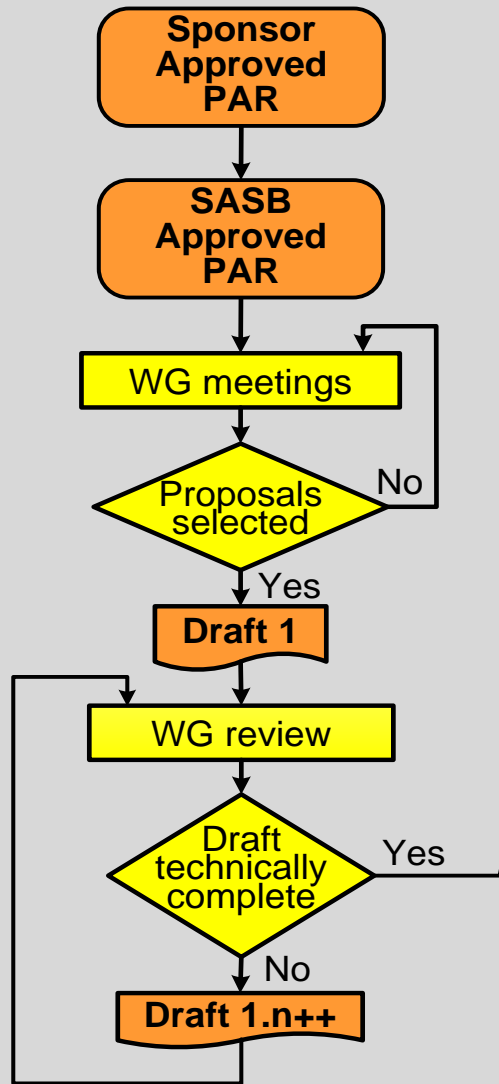 Sponsor
Approved
PAR
SASB
Approved
PAR
WG meetings
Proposals
selected
No
Yes
Draft 1
WG review
Draft
technically
complete
Yes
No
Draft 1.n++